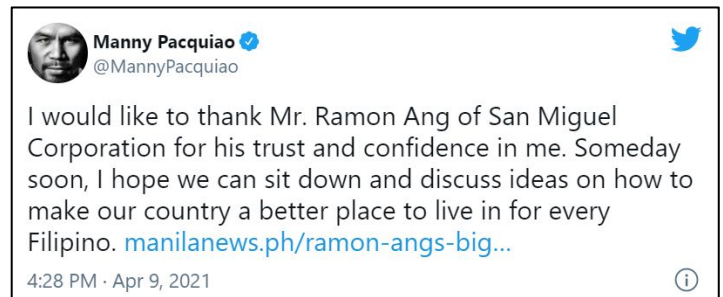 Manny Pacquiao
@MannyPacquiao
I would like to thank Mr. Ramon Ang of San Miguel
Corporation for his trust and confidence in me. Someday
soon, I hope we can sit down and discuss ideas on how to
make our country a better place to live in for every
Filipino. manilanews.ph/ramon-angs-big...
4:28 PM · Apr 9, 2021